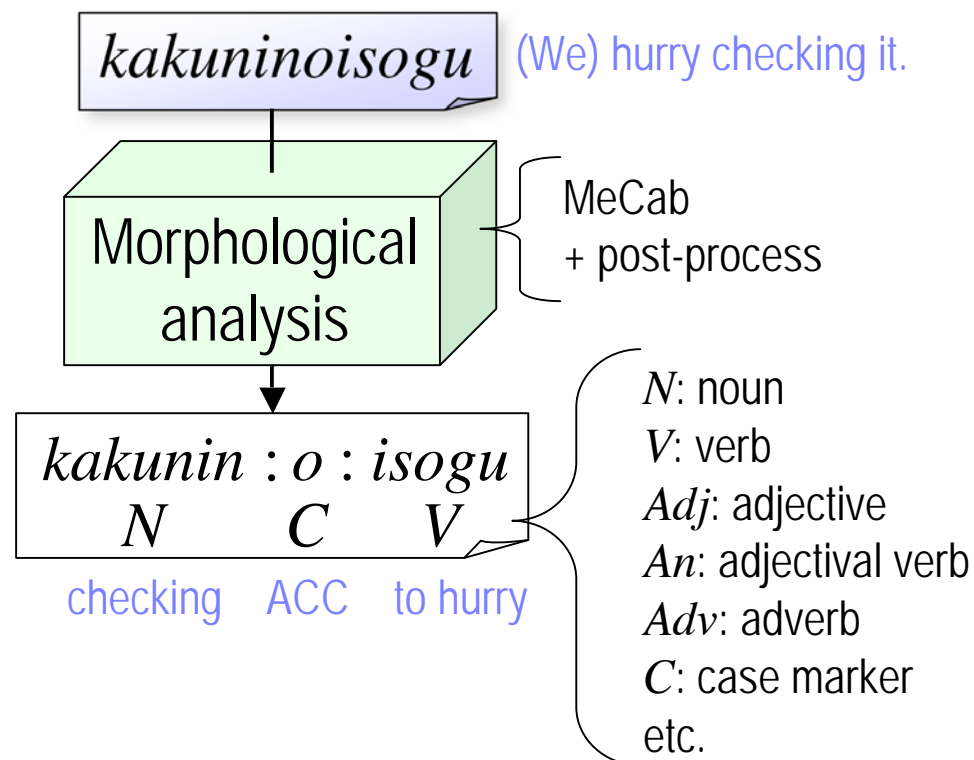 kakuninoisogu
(We) hurry checking it.
Morphological
analysis
MeCab
+ post-process
kakunin : o : isogu
N C V
checking ACC to hurry
N: noun
V: verb
Adj: adjective
An: adjectival verb
Adv: adverb
C: case marker
etc.